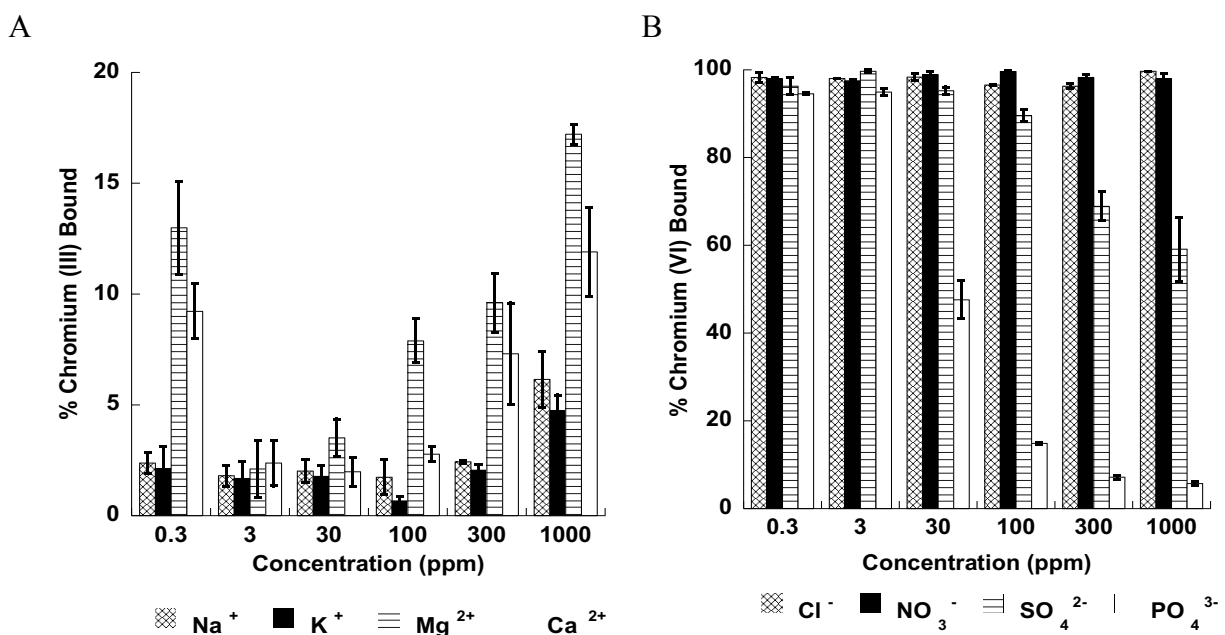 A
20
15
10
5
0
% Chromium (III) Bound
0.3 3 30 100 300 1000
Concentration (ppm)
Na + K + Mg 2+ Ca 2+
B
100
80
60
40
20
0
% Chromium (VI) Bound
0.3 3 30 100 300 1000
Concentration (ppm)
Cl - NO 3 - SO 4 2- PO 4 3-